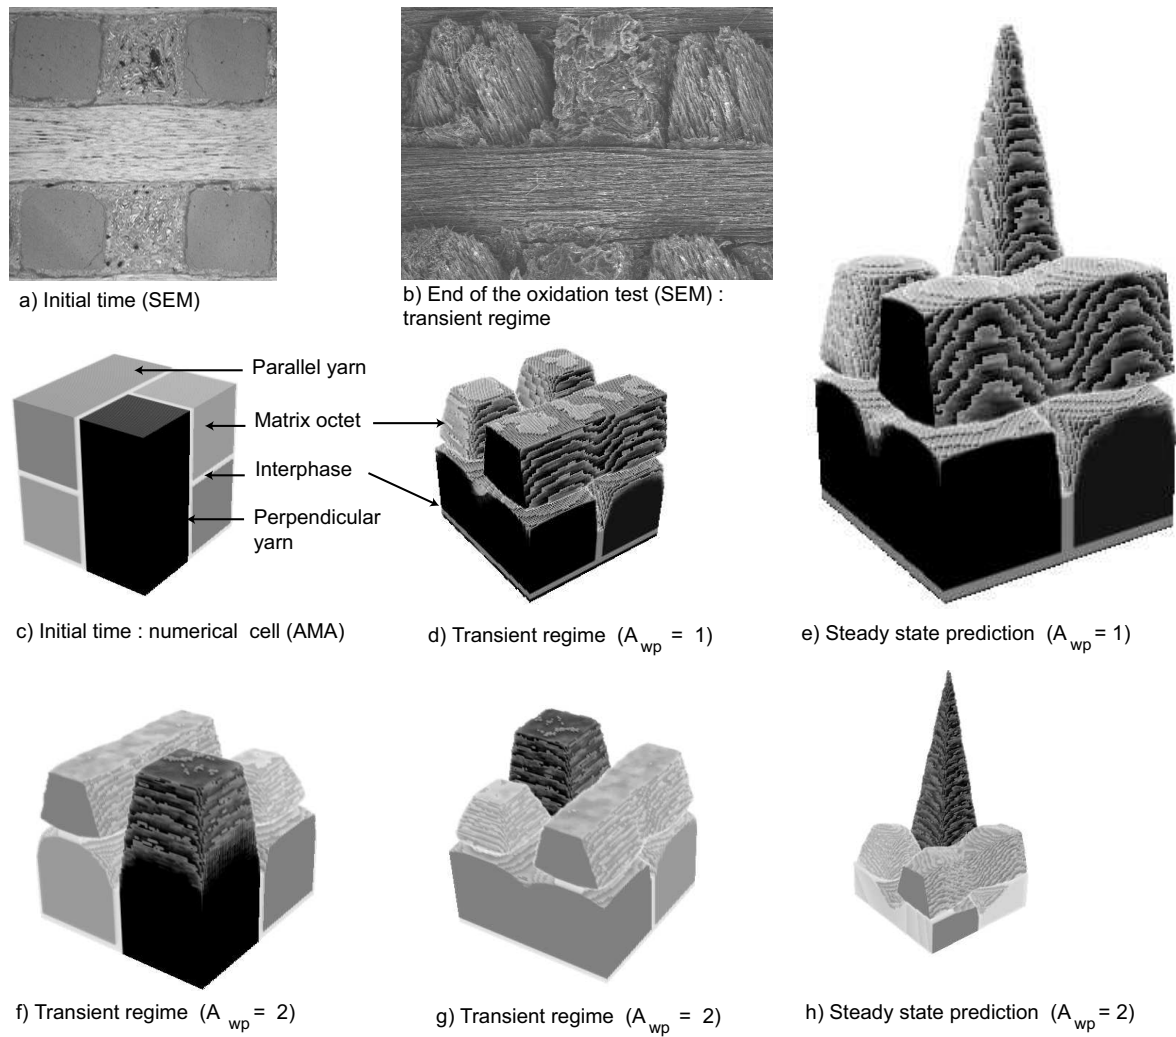 a) Initial time (SEM)
b) End of the oxidation test (SEM) :
transient regime
Parallel yarn
Matrix octet
Interphase
Perpendicular
yarn
c) Initial time : numerical cell (AMA)
d) Transient regime (A wp = 1)
e) Steady state prediction (A wp = 1)
f) Transient regime (A wp = 2)
g) Transient regime (A wp = 2)
h) Steady state prediction (A wp = 2)